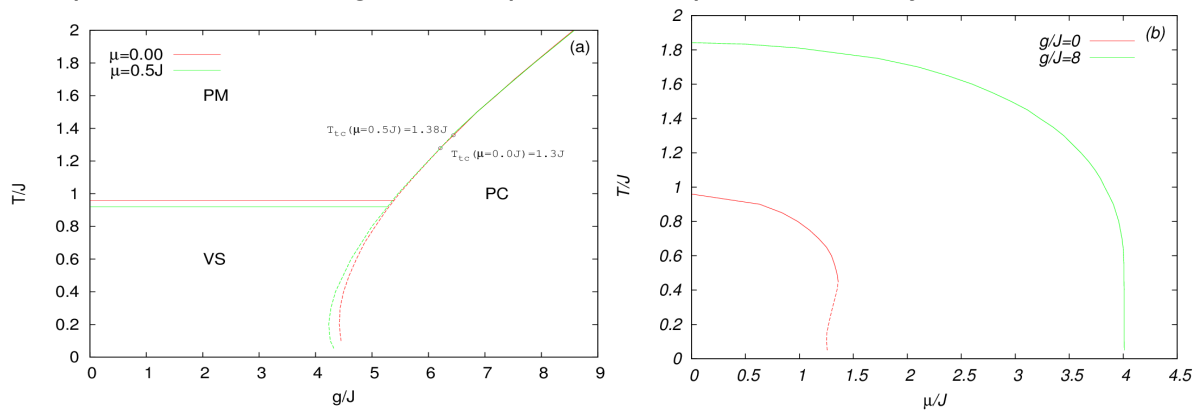 (a)
μ=0.00
μ=0.5J
PM
T_tc(μ=0.5J)=1.38J
T_tc(μ=0.0J)=1.3J
PC
VS
T/J
2
1.8
1.6
1.4
1.2
1
0.8
0.6
0.4
0.2
0
0 1 2 3 4 5 6 7 8 9
g/J
(b)
g/J=0
g/J=8
T/J
2
1.8
1.6
1.4
1.2
1
0.8
0.6
0.4
0.2
0
0 0.5 1 1.5 2 2.5 3 3.5 4 4.5
μ/J